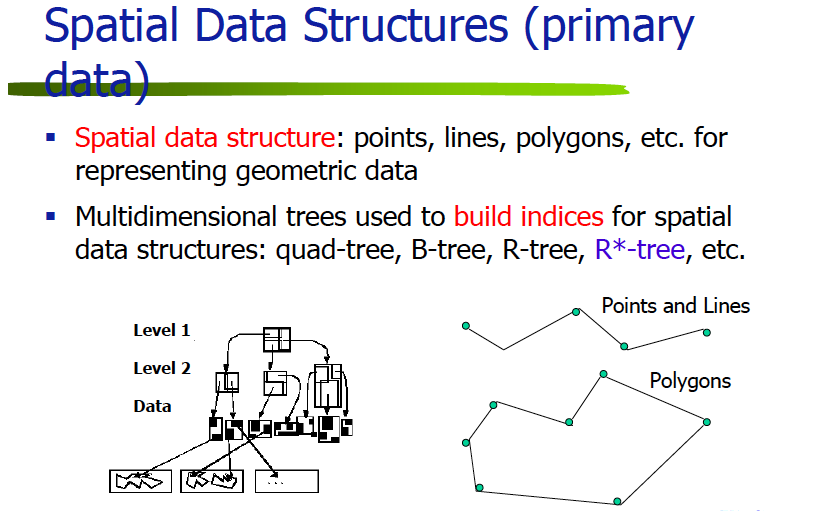 Spatial Data Structures (primary
data)
Spatial data structure: points, lines, polygons, etc. for
representing geometric data
Multidimensional trees used to build indices for spatial
data structures: quad-tree, B-tree, R-tree, R*-tree, etc.
Level 1
Level 2
Data
Points and Lines
Polygons
...